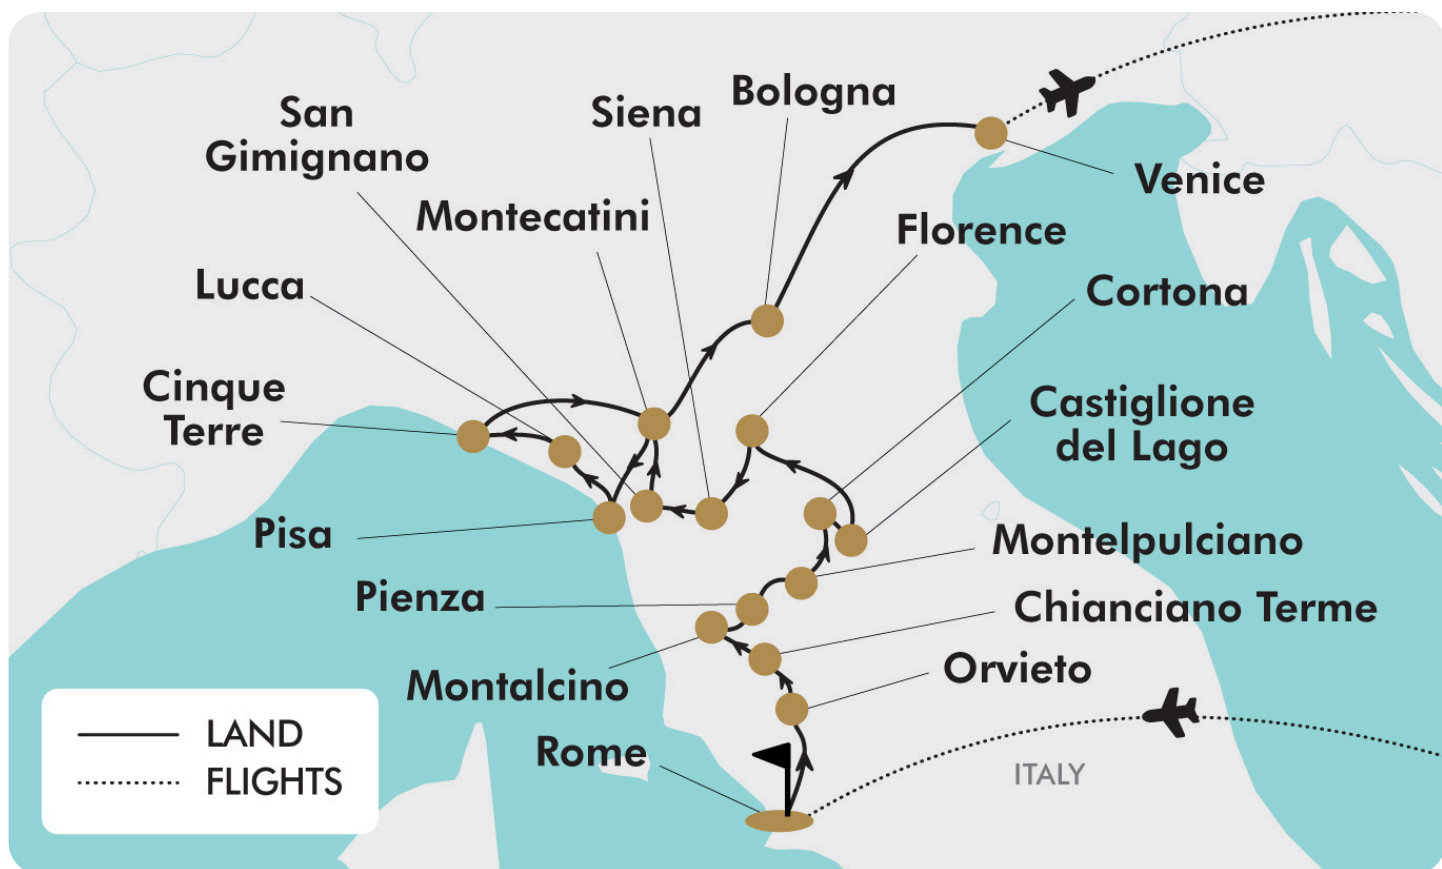 Bologna
San
Gimignano
Siena
Venice
Montecatini
Florence
Lucca
Cortona
Cinque
Terre
Castiglione
del Lago
Pisa
Montelpulciano
Pienza
Chianciano Terme
Orvieto
Montalcino
Rome
ITALY
LAND
FLIGHTS